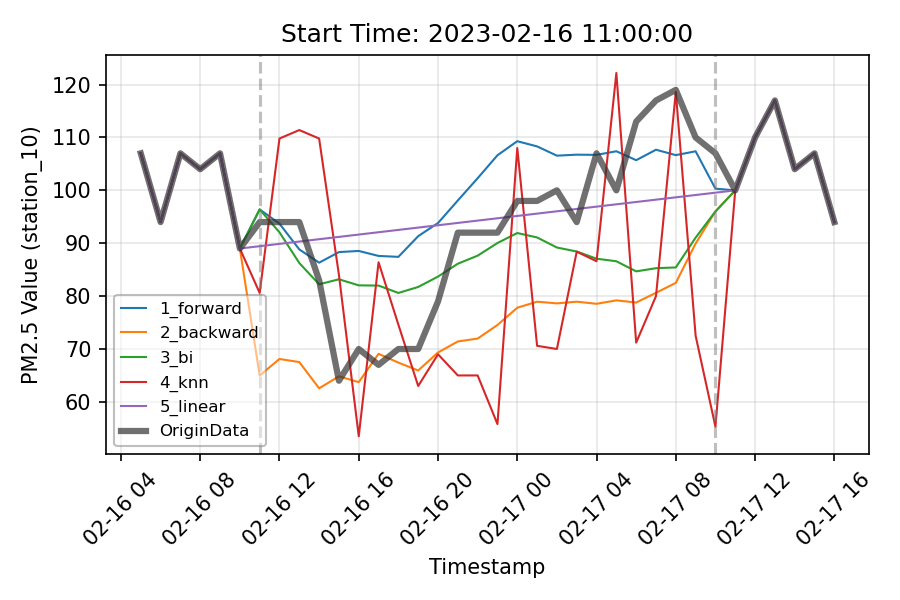 Start Time: 2023-02-16 11:00:00
PM2.5 Value (station_10)
120
110
100
90
80
70
60
1_forward
2_backward
3_bi
4_knn
5_linear
OriginData
02-16 04
02-16 08
02-16 12
02-16 16
02-16 20
02-17 00
02-17 04
02-17 08
02-17 12
02-17 16
Timestamp